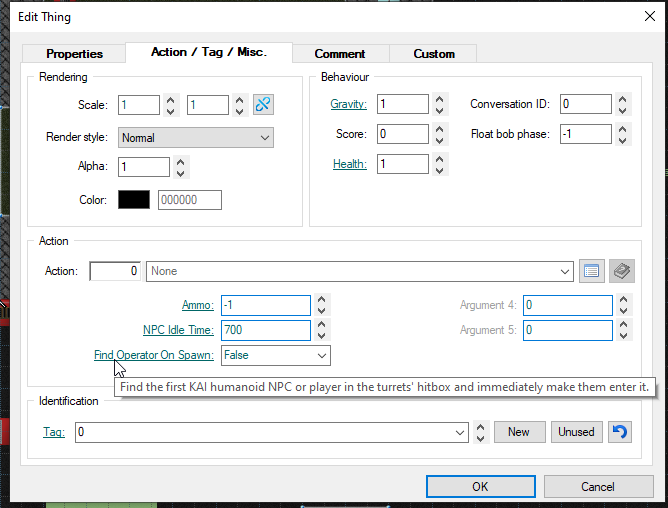 Edit Thing
Properties
Action / Tag / Misc.
Comment
Custom
Rendering
Scale: 1 1
Render style: Normal
Alpha: 1
Color: 000000
Behaviour
Gravity: 1 Conversation ID: 0
Score: 0 Float bob phase: -1
Health: 1
Action
Action: 0 None
Ammo: -1 Argument 4: 0
NPC Idle Time: 700 Argument 5: 0
Find Operator On Spawn: False
Find the first KAI humanoid NPC or player in the turrets' hitbox and immediately make them enter it.
Identification
Tag: 0 New Unused
OK Cancel